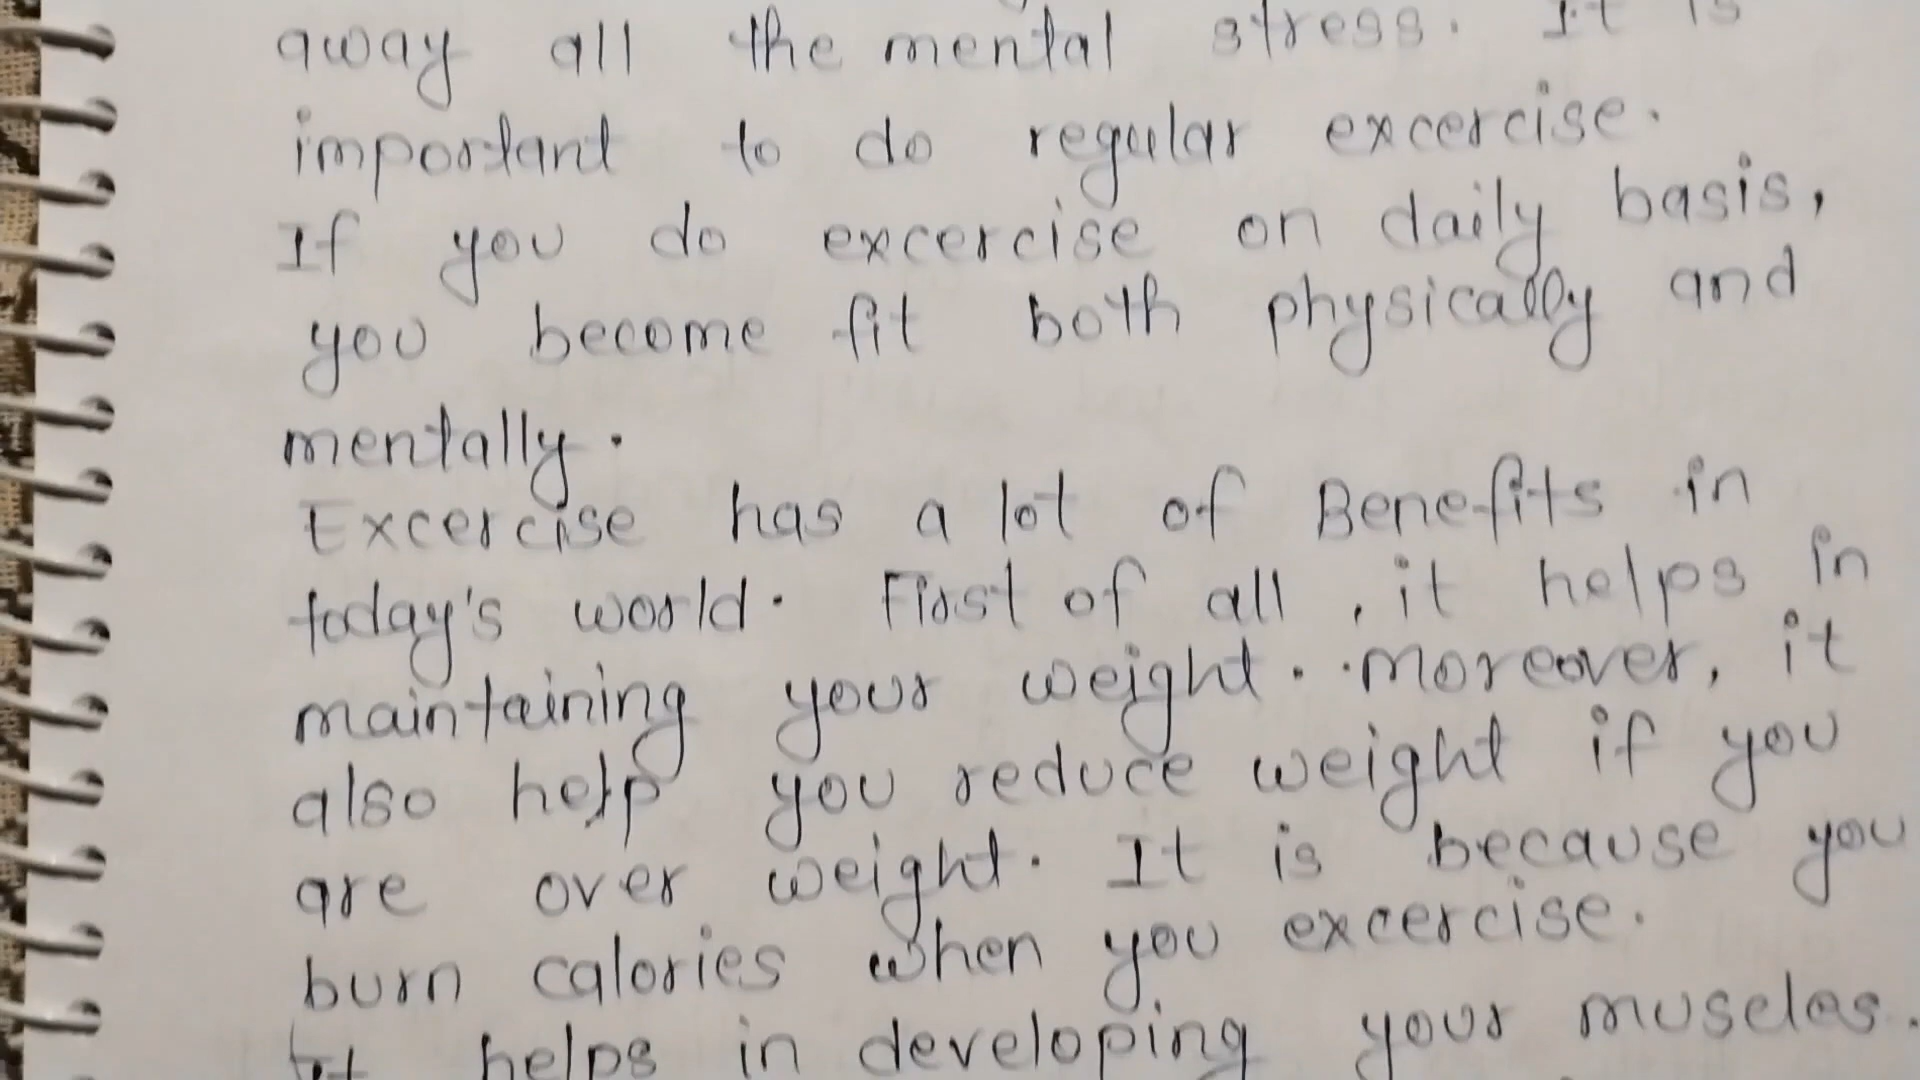 away all the mental stress. It is
important to do regular excercise.
If you do excercise on daily basis,
you become fit both physically and
mentally.
Excercise has a lot of Benefits in
today's world. First of all, it helps in
maintaining your weight. Moreover, it
also help you reduce weight if you
are over weight. It is because you
burn calories when you excercise.
It helps in developing your muscles.